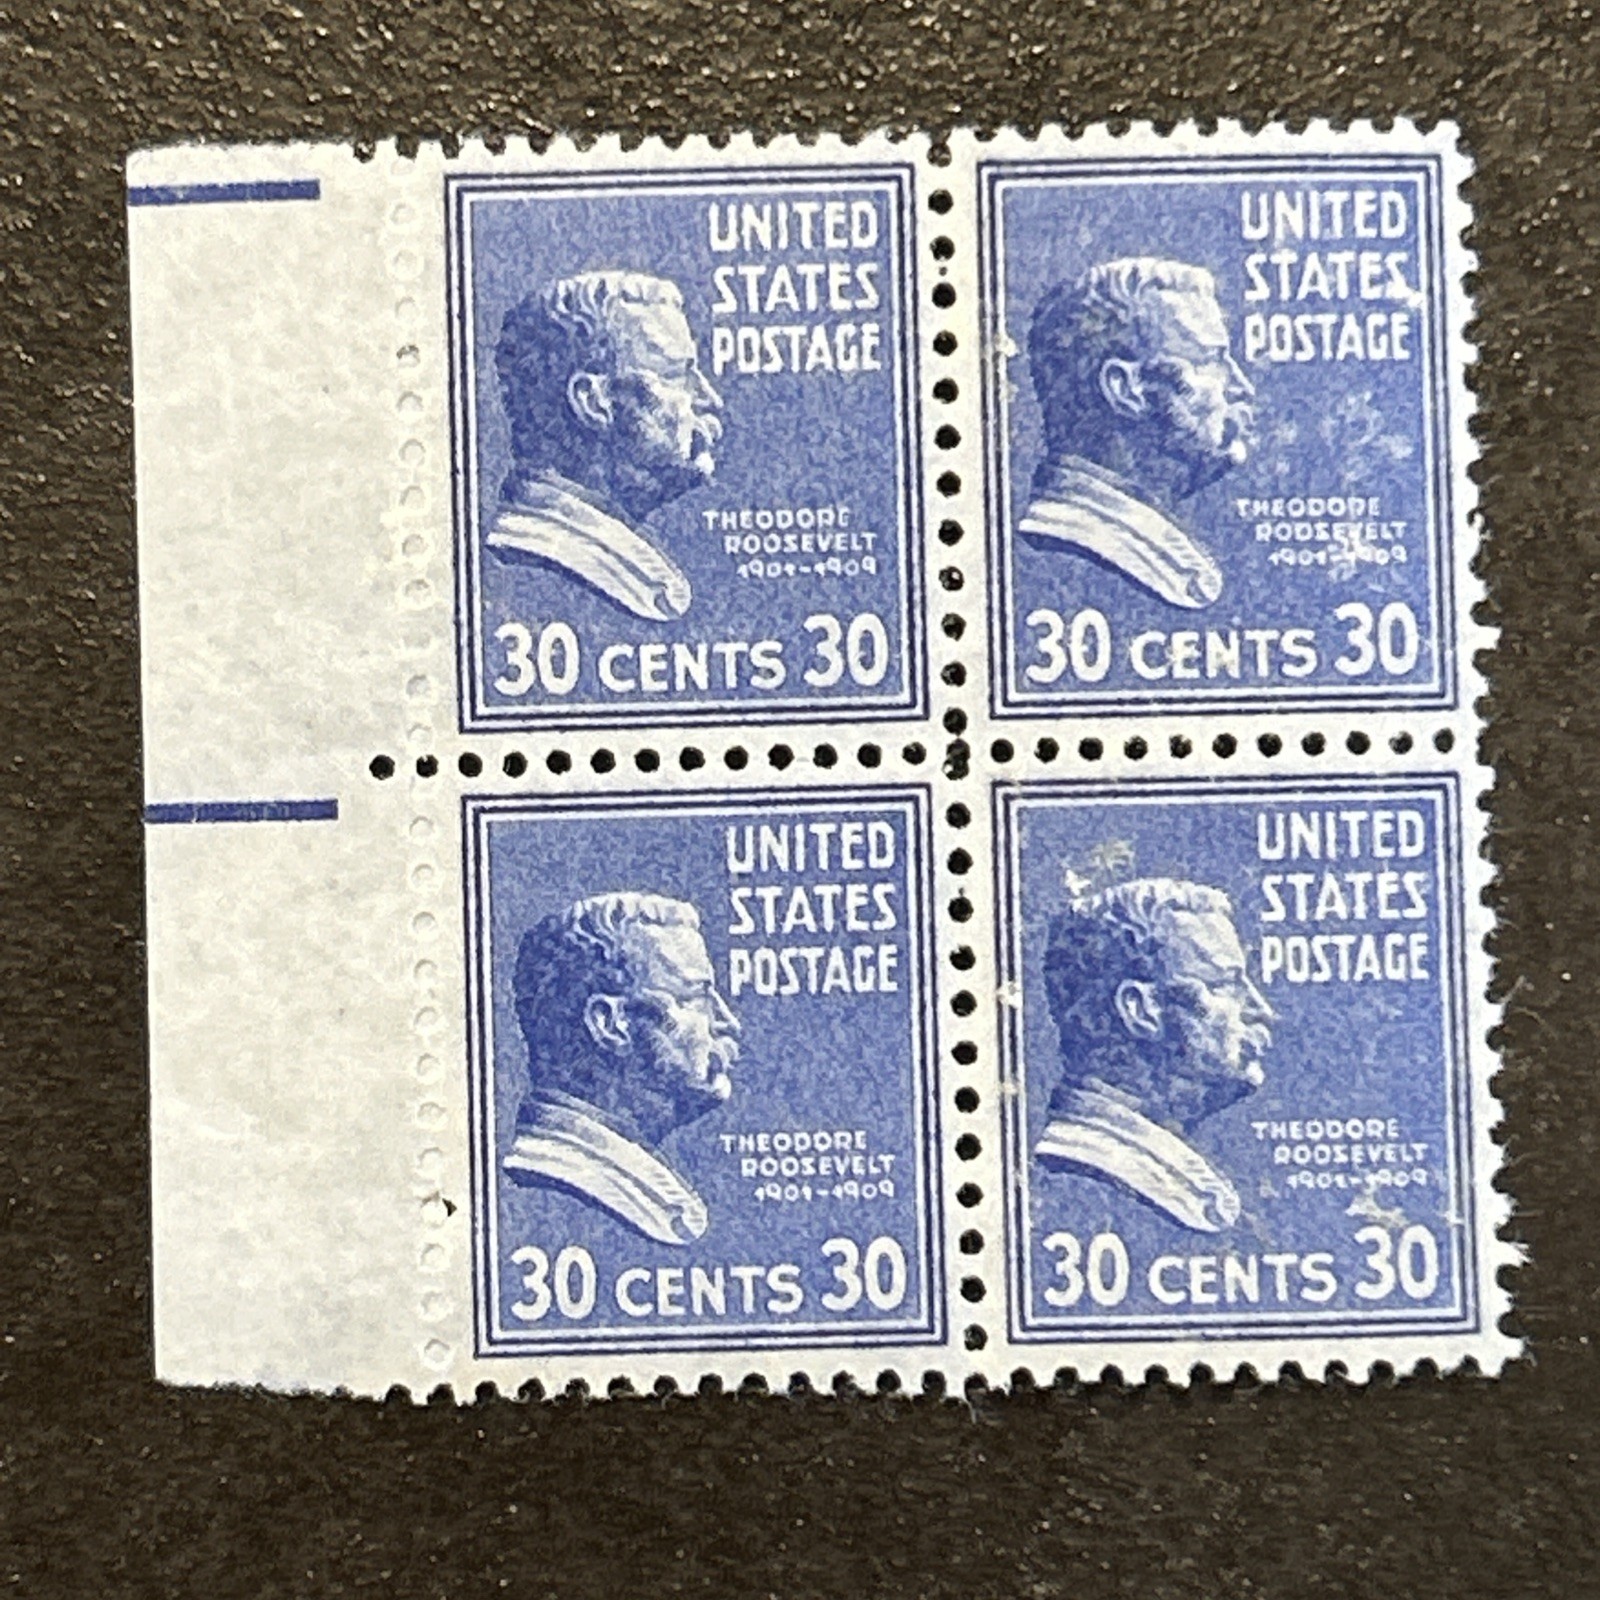 UNITED
STATES
POSTAGE
THEODORE
ROOSEVELT
1901-1909
30 CENTS 30
UNITED
STATES
POSTAGE
THEODORE
ROOSEVELT
1901-1909
30 CENTS 30
UNITED
STATES
POSTAGE
THEODORE
ROOSEVELT
1901-1909
30 CENTS 30
UNITED
STATES
POSTAGE
THEODORE
ROOSEVELT
1901-1909
30 CENTS 30